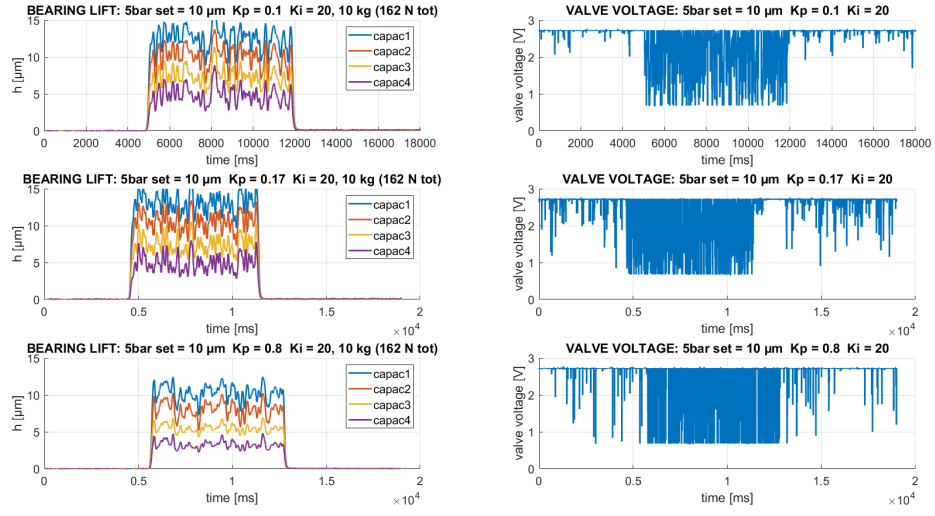 BEARING LIFT: 5bar set = 10 µm  Kp = 0.1  Ki = 20, 10 kg (162 N tot)
15
10
5
0
h [µm]
capac1
capac2
capac3
capac4
0 2000 4000 6000 8000 10000 12000 14000 16000 18000
time [ms]
VALVE VOLTAGE: 5bar set = 10 µm  Kp = 0.1  Ki = 20
3
2
1
0
valve voltage [V]
0 2000 4000 6000 8000 10000 12000 14000 16000 18000
time [ms]
BEARING LIFT: 5bar set = 10 µm  Kp = 0.17  Ki = 20, 10 kg (162 N tot)
15
10
5
0
h [µm]
capac1
capac2
capac3
capac4
0 0.5 1 1.5 2
time [ms]
×10⁴
VALVE VOLTAGE: 5bar set = 10 µm  Kp = 0.17  Ki = 20
3
2
1
0
valve voltage [V]
0 0.5 1 1.5 2
time [ms]
×10⁴
BEARING LIFT: 5bar set = 10 µm  Kp = 0.8  Ki = 20, 10 kg (162 N tot)
15
10
5
0
h [µm]
capac1
capac2
capac3
capac4
0 0.5 1 1.5 2
time [ms]
×10⁴
VALVE VOLTAGE: 5bar set = 10 µm  Kp = 0.8  Ki = 20
3
2
1
0
valve voltage [V]
0 0.5 1 1.5 2
time [ms]
×10⁴